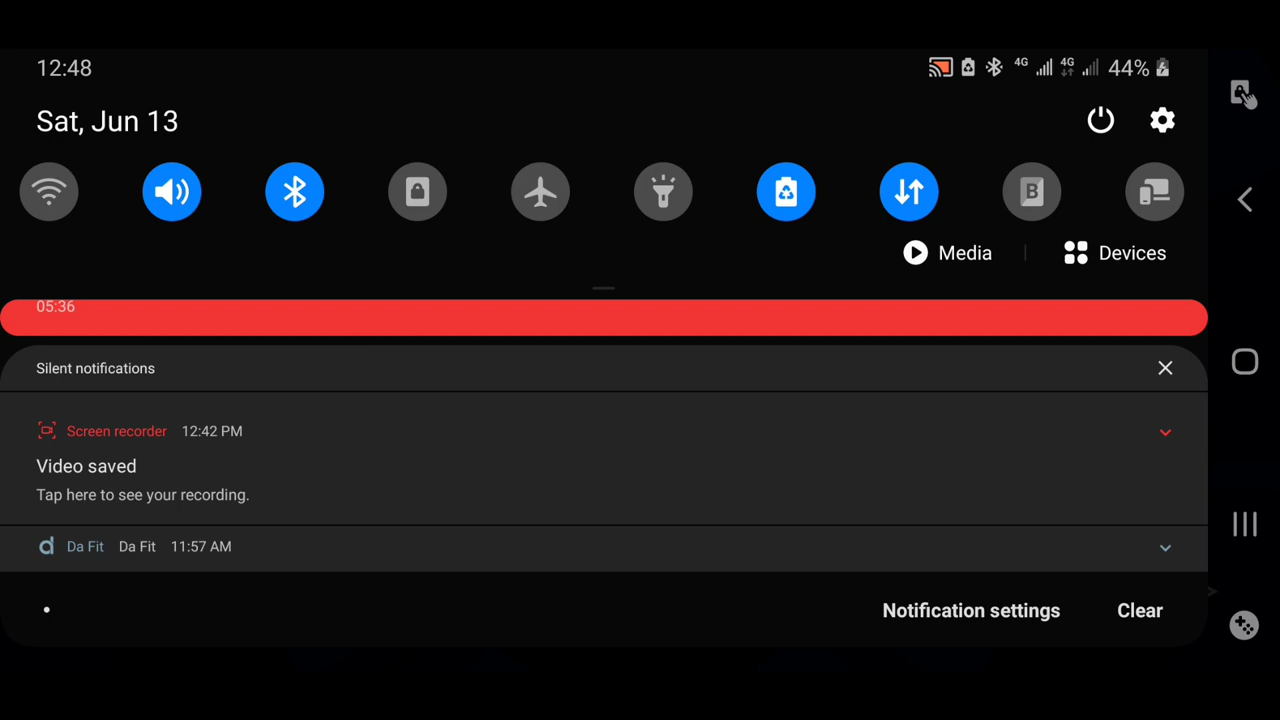 12:48
4G 4G 44%
Sat, Jun 13
B
Media
Devices
05:36
Silent notifications
Screen recorder 12:42 PM
Video saved
Tap here to see your recording.
Da Fit Da Fit 11:57 AM
Notification settings
Clear